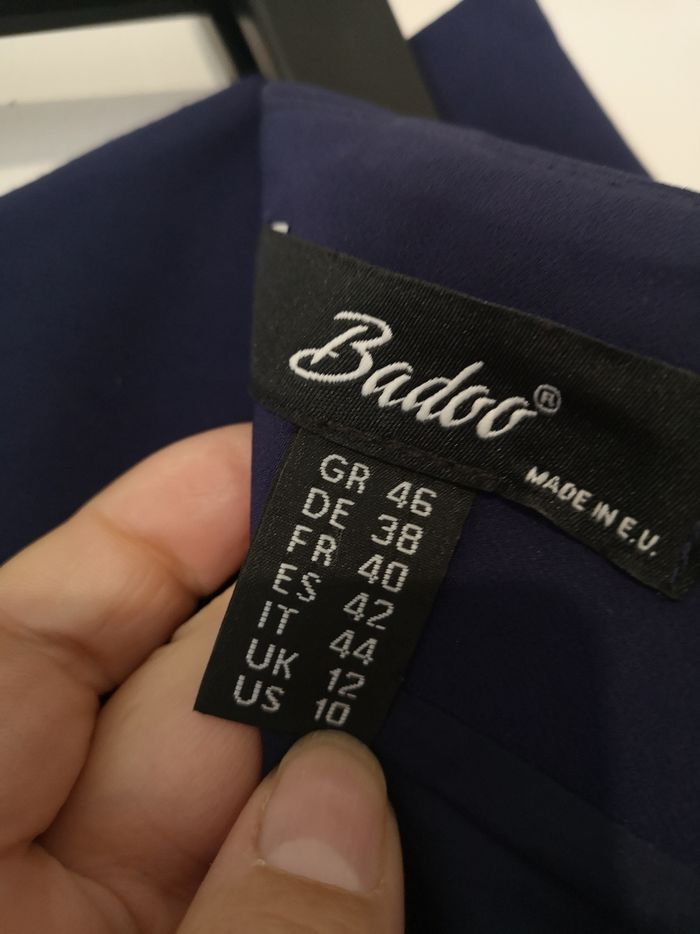 Badoo®
MADE IN E.U.
GR 46
DE 38
FR 40
ES 42
IT 44
UK 12
US 10